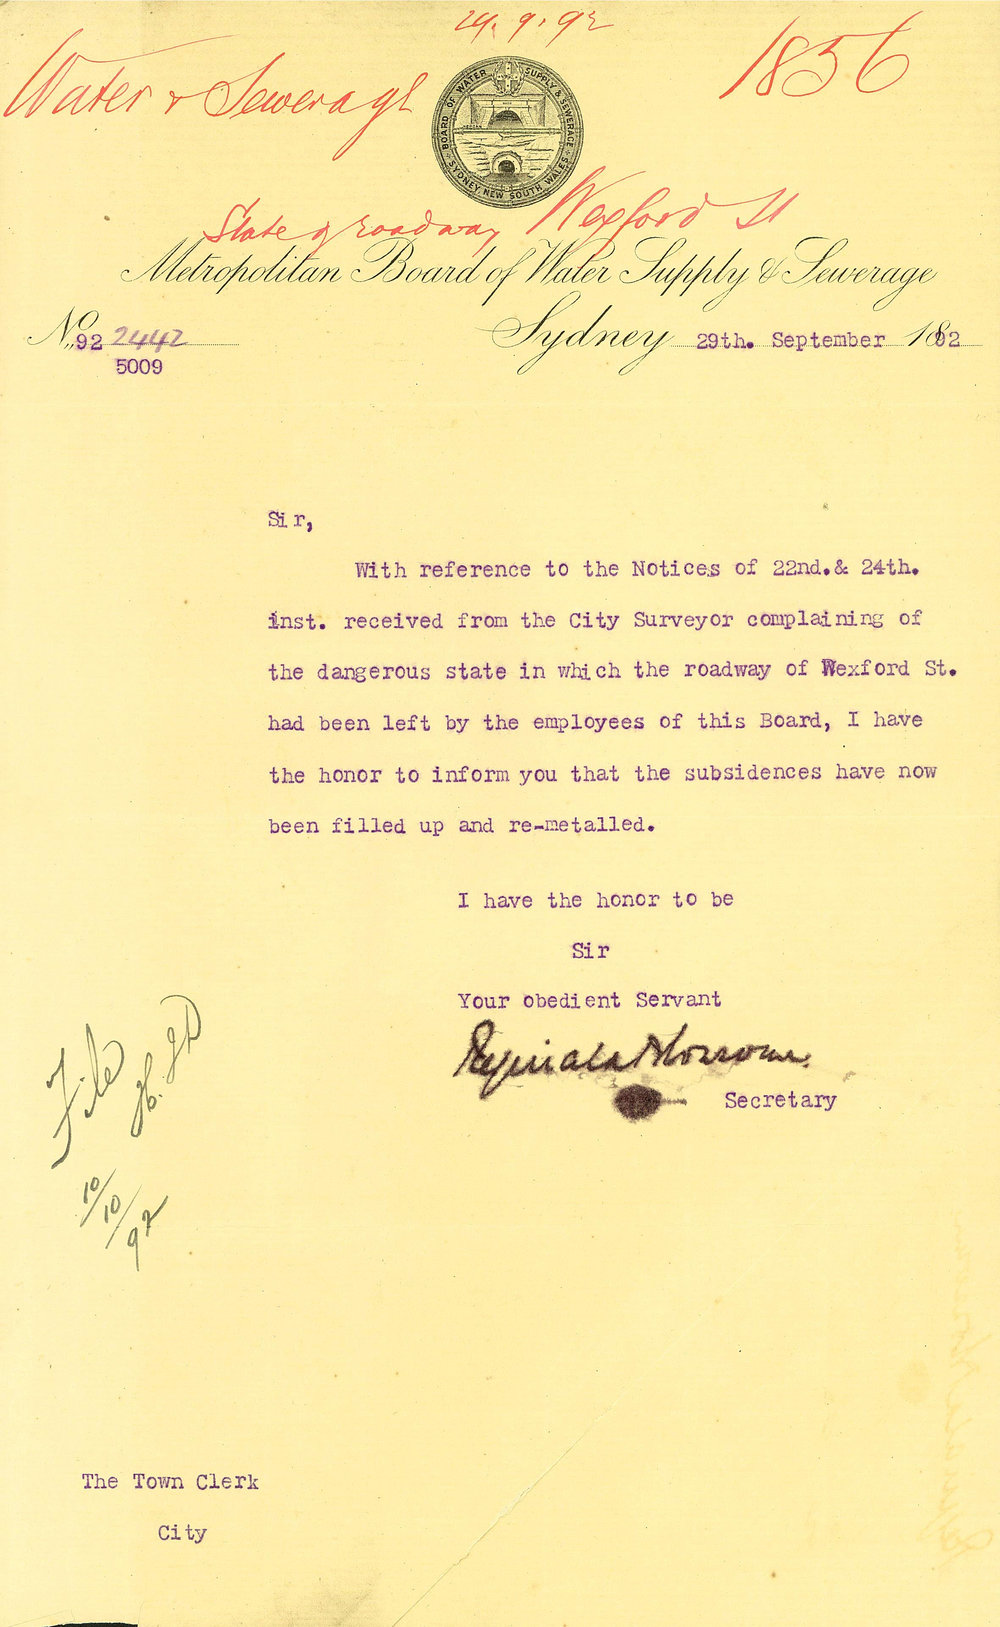 29.9.92
1856
Water & Sewerage
BOARD OF WATER SUPPLY & SEWERAGE
SYDNEY, NEW SOUTH WALES
State of roadway Wexford St
Metropolitan Board of Water Supply & Sewerage
No. 92 2442
5009
Sydney 29th. September 1892
Sir,
With reference to the Notices of 22nd.& 24th.
inst. received from the City Surveyor complaining of
the dangerous state in which the roadway of Wexford St.
had been left by the employees of this Board, I have
the honor to inform you that the subsidences have now
been filled up and re-metalled.
I have the honor to be
Sir
Your obedient Servant
Secretary
File
10/10/92
The Town Clerk
City